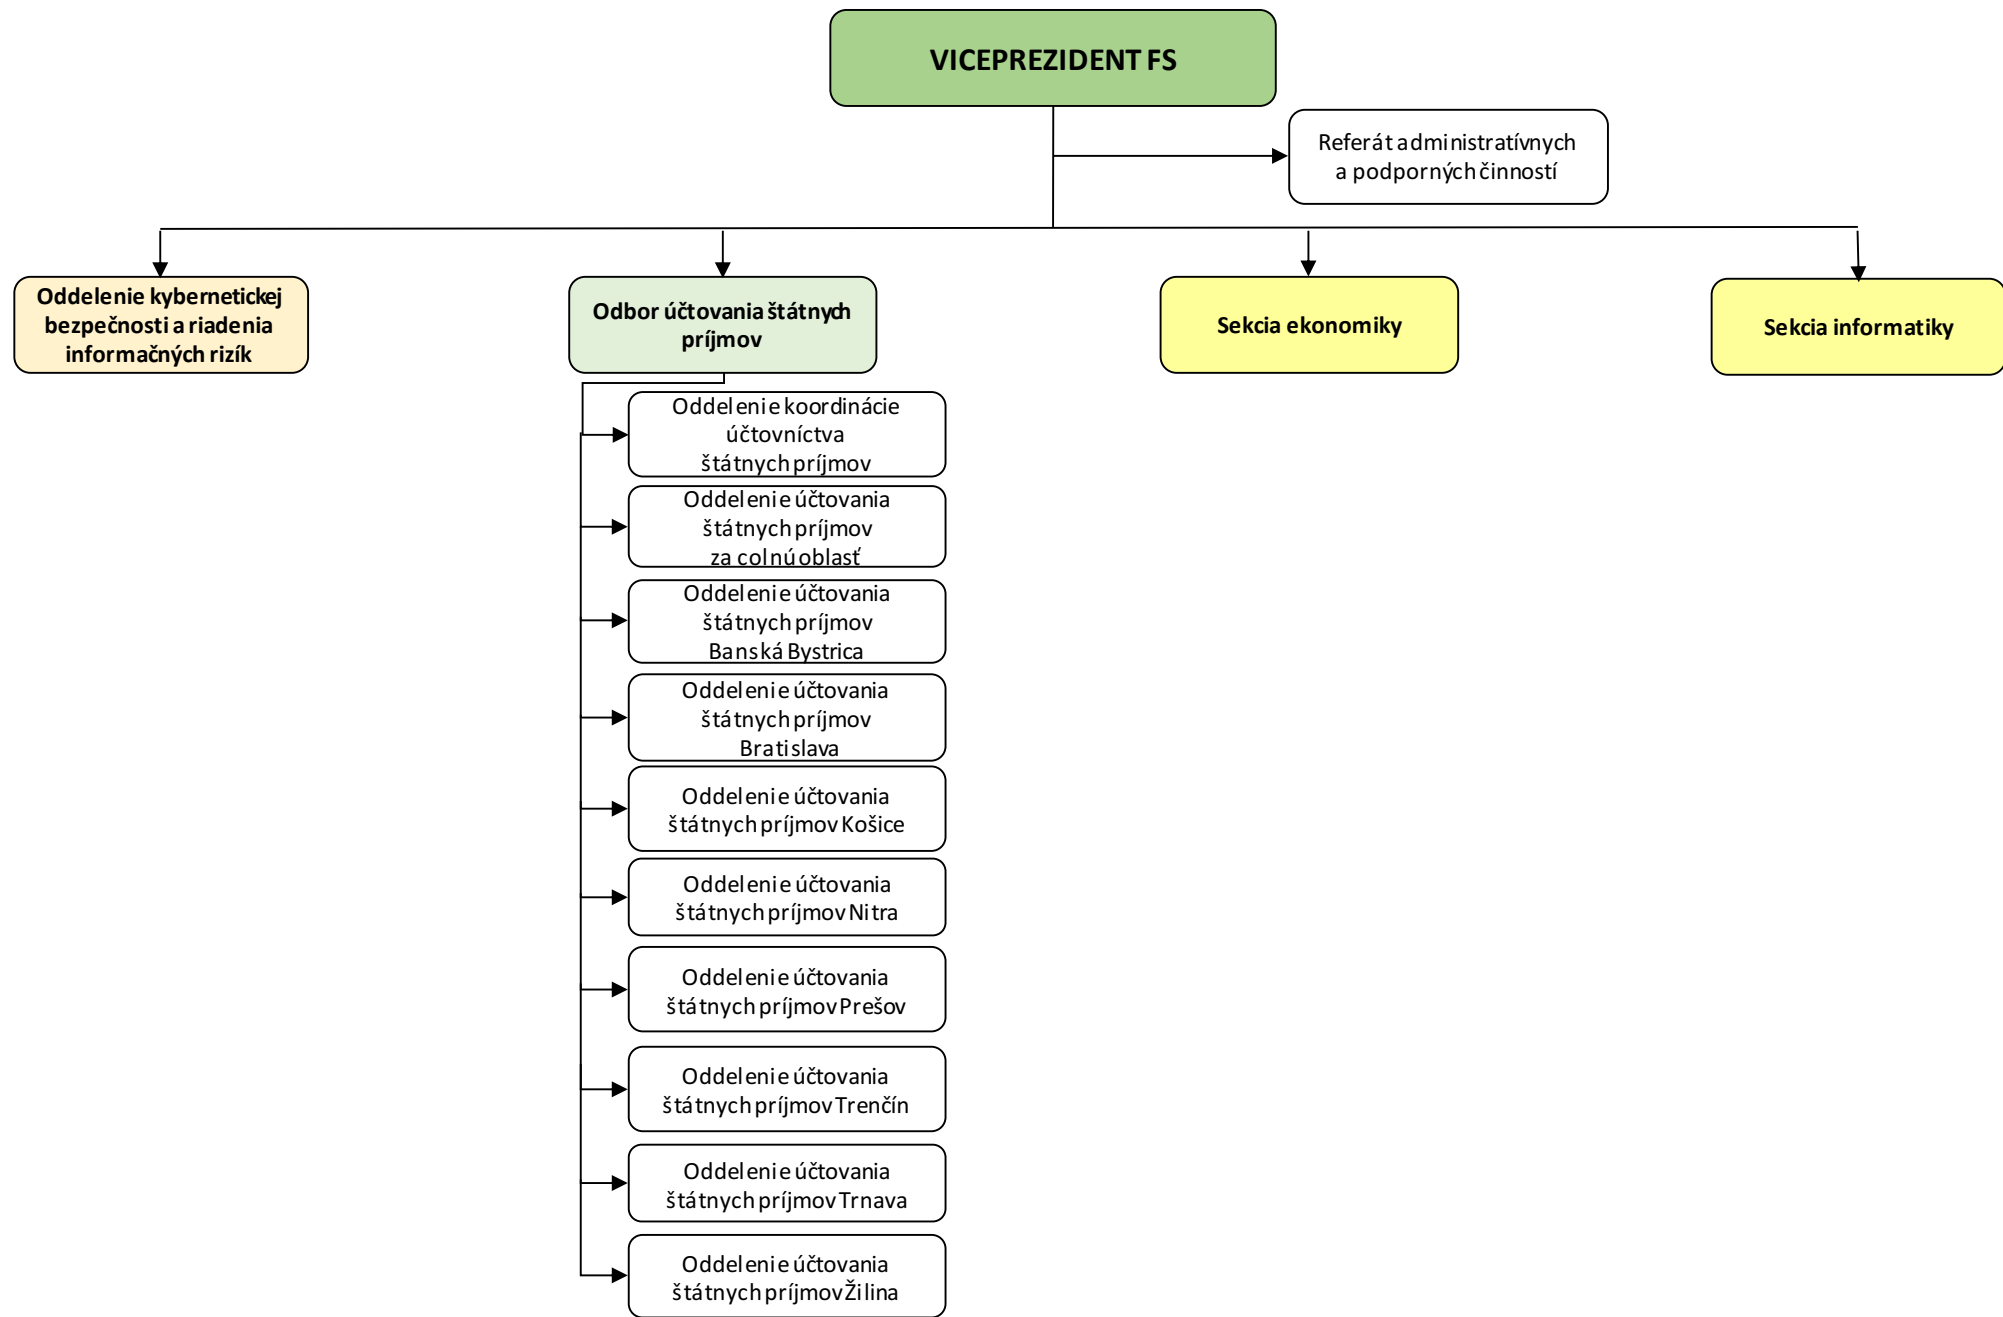 VICEPREZIDENT FS
Referát administratívnych
a podporných činností
Oddelenie kybernetickej
bezpečnosti a riadenia
informačných rizík
Odbor účtovania štátnych
príjmov
Sekcia ekonomiky
Sekcia informatiky
Oddelenie koordinácie
účtovníctva
štátnych príjmov
Oddelenie účtovania
štátnych príjmov
za colnú oblasť
Oddelenie účtovania
štátnych príjmov
Banská Bystrica
Oddelenie účtovania
štátnych príjmov
Bratislava
Oddelenie účtovania
štátnych príjmov Košice
Oddelenie účtovania
štátnych príjmov Nitra
Oddelenie účtovania
štátnych príjmov Prešov
Oddelenie účtovania
štátnych príjmov Trenčín
Oddelenie účtovania
štátnych príjmov Trnava
Oddelenie účtovania
štátnych príjmov Žilina